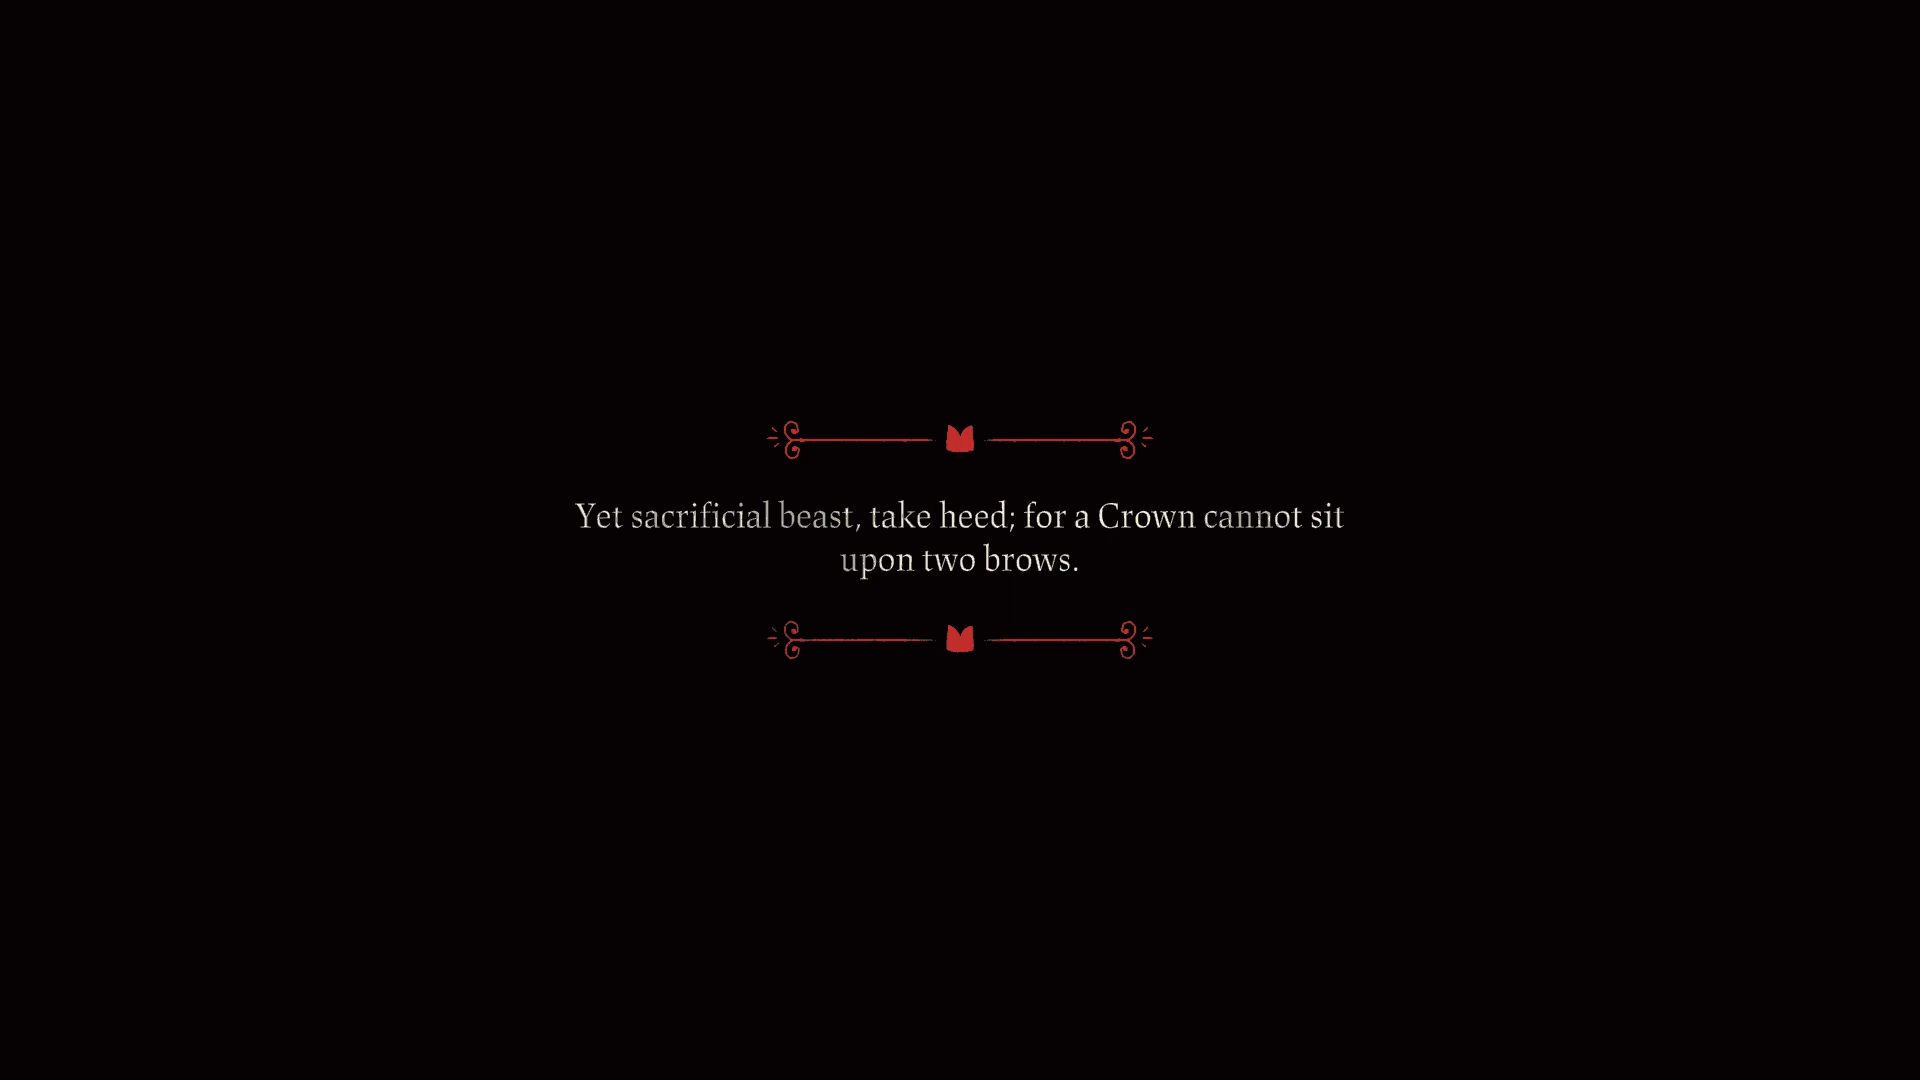 Yet sacrificial beast, take heed; for a Crown cannot sit
upon two brows.